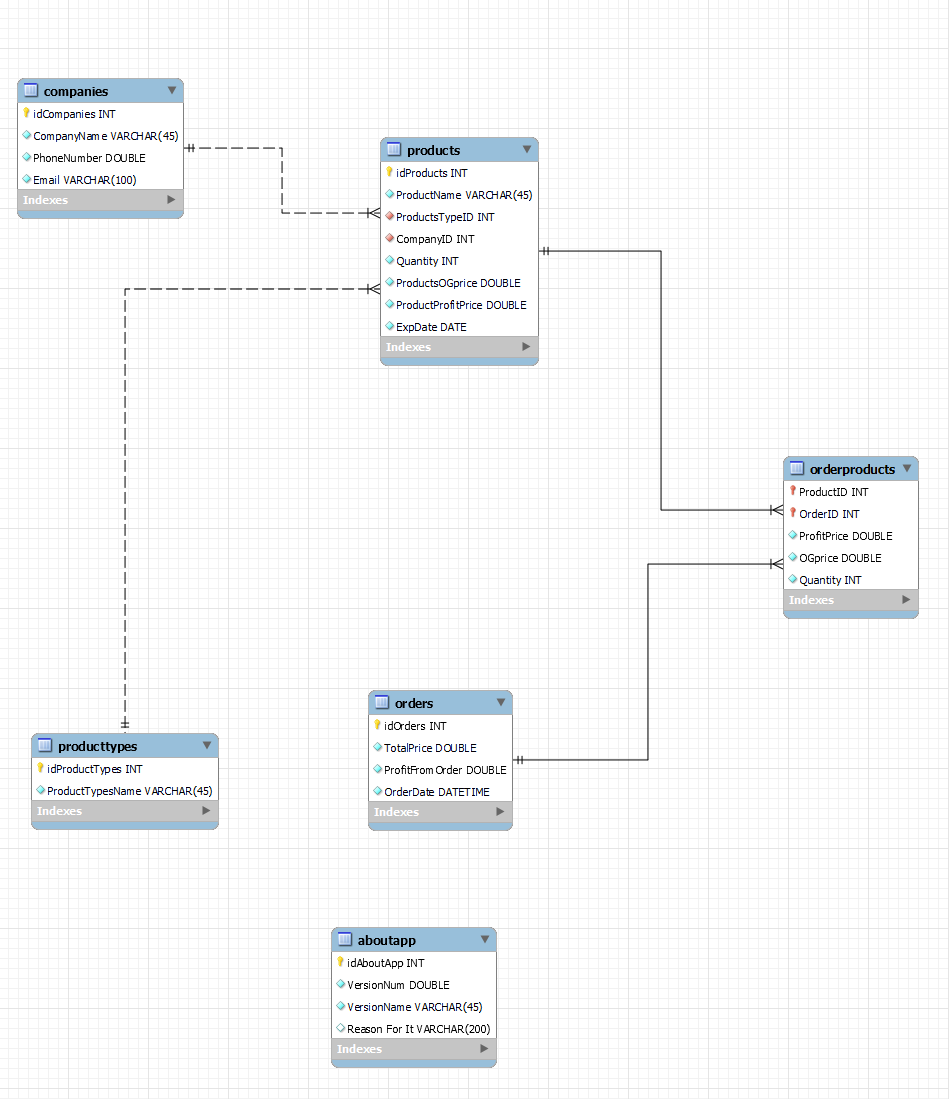 companies
idCompanies INT
CompanyName VARCHAR(45)
PhoneNumber DOUBLE
Email VARCHAR(100)
Indexes
products
idProducts INT
ProductName VARCHAR(45)
ProductsTypeID INT
CompanyID INT
Quantity INT
ProductsOGprice DOUBLE
ProductProfitPrice DOUBLE
ExpDate DATE
Indexes
orderproducts
ProductID INT
OrderID INT
ProfitPrice DOUBLE
OGprice DOUBLE
Quantity INT
Indexes
orders
idOrders INT
TotalPrice DOUBLE
ProfitFromOrder DOUBLE
OrderDate DATETIME
Indexes
producttypes
idProductTypes INT
ProductTypesName VARCHAR(45)
Indexes
aboutapp
idAboutApp INT
VersionNum DOUBLE
VersionName VARCHAR(45)
Reason For It VARCHAR(200)
Indexes